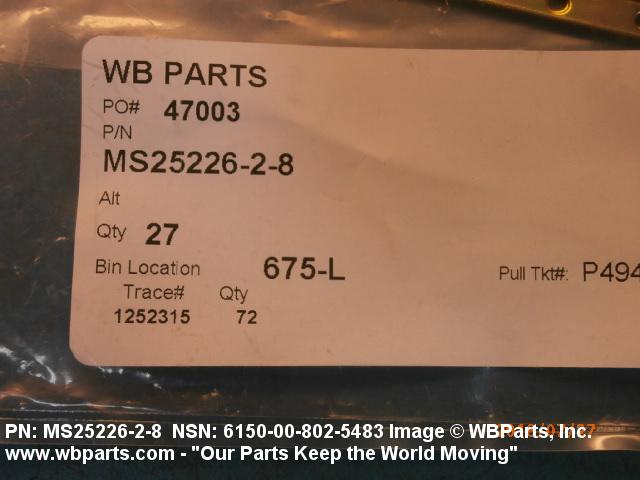 WB PARTS
PO# 47003
P/N
MS25226-2-8
Alt
Qty 27
Bin Location 675-L Pull Tkt#: P494
Trace# Qty
1252315 72
PN: MS25226-2-8 NSN: 6150-00-802-5483 Image © WBParts, Inc.
www.wbparts.com - "Our Parts Keep the World Moving"